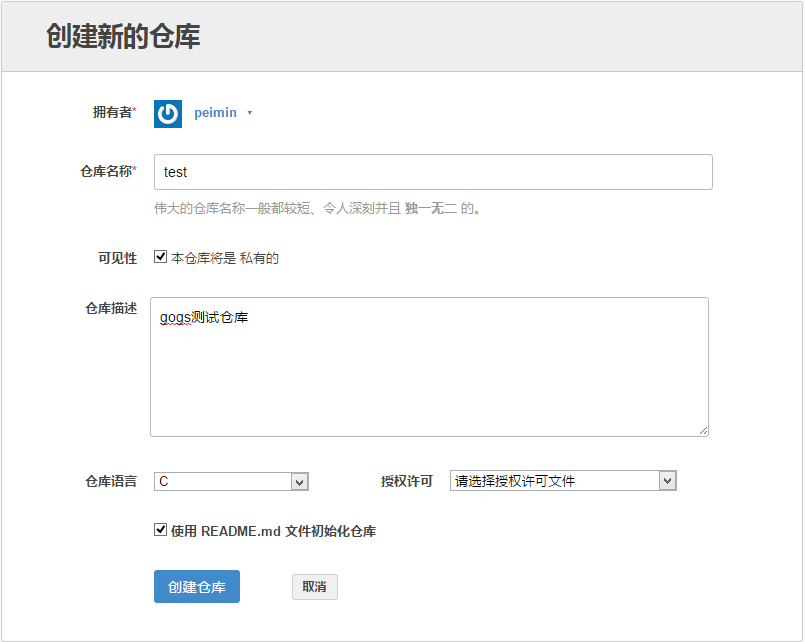 创建新的仓库
拥有者* peimin
仓库名称* test
伟大的仓库名称一般都较短、令人深刻并且 独一无二 的。
可见性 本仓库将是 私有的
仓库描述 gogs测试仓库
仓库语言 C 授权许可 请选择授权许可文件
使用 README.md 文件初始化仓库
创建仓库 取消